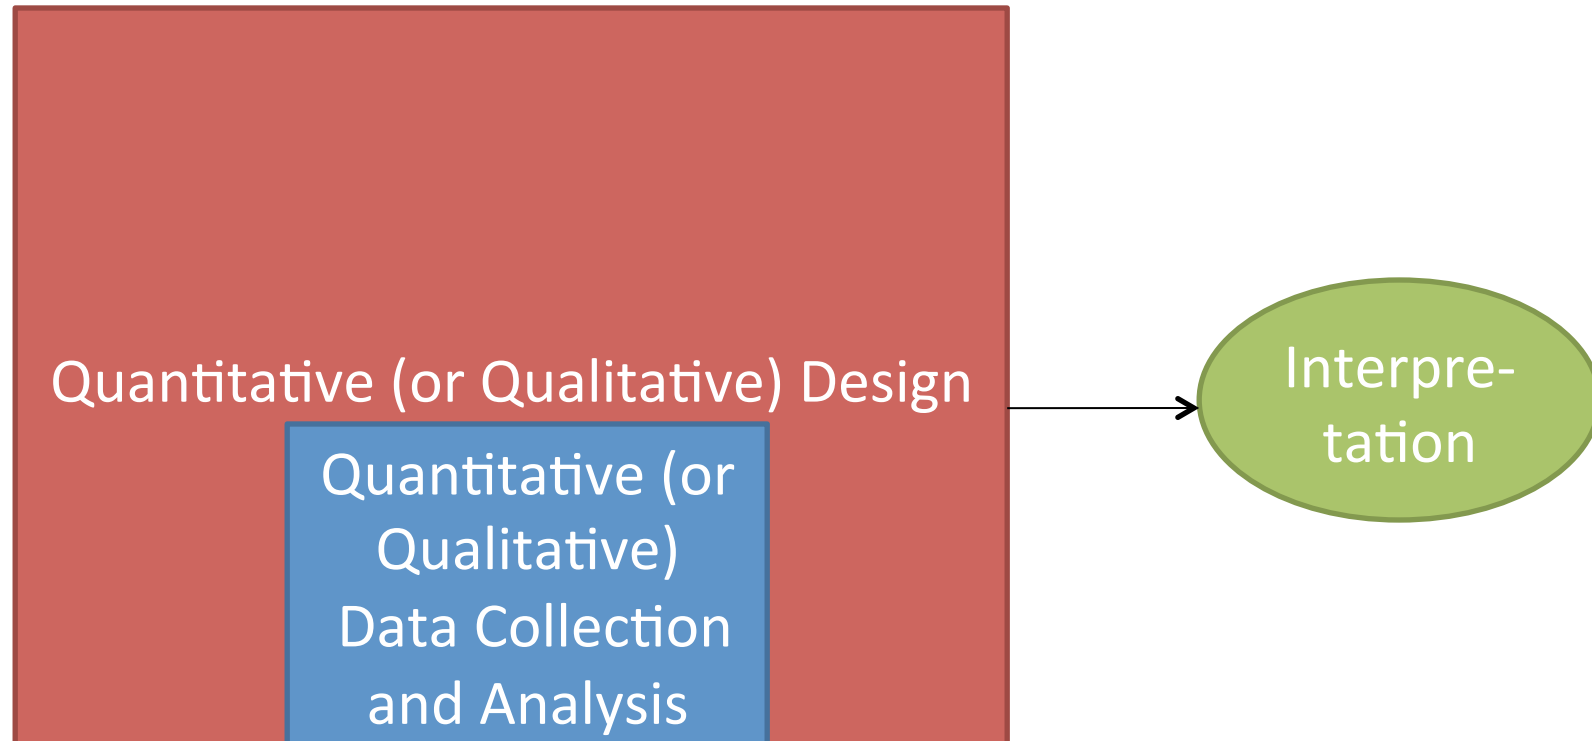 Quantitative (or Qualitative) Design
Quantitative (or
Qualitative)
Data Collection
and Analysis
Interpre-
tation